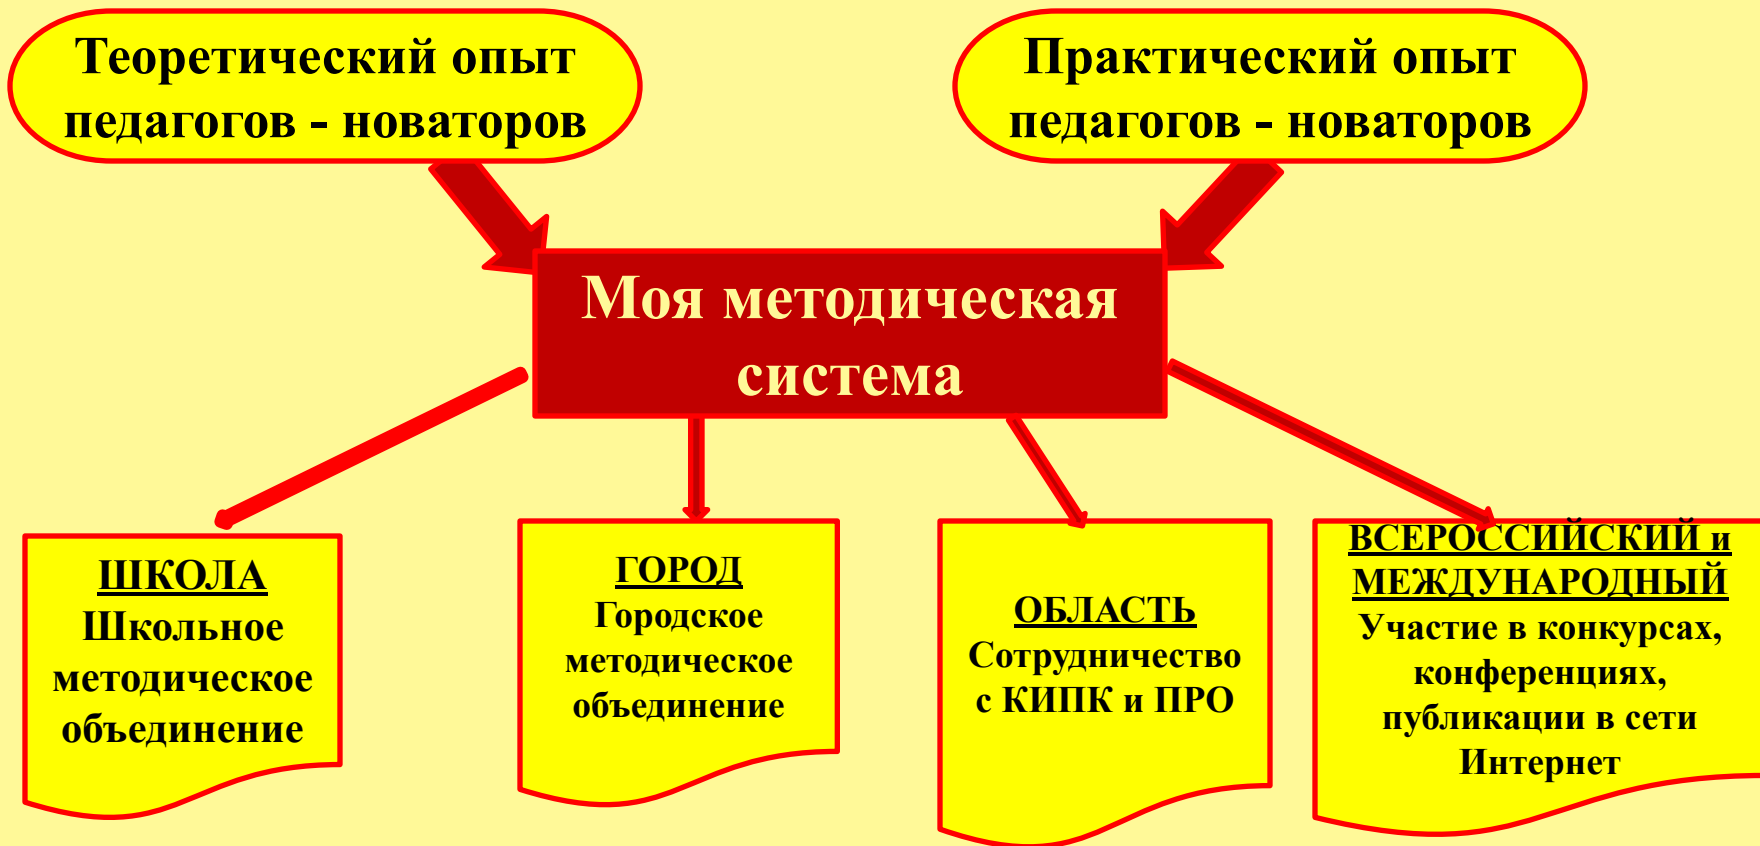 Теоретический опыт
педагогов - новаторов
Практический опыт
педагогов - новаторов
Моя методическая
система
ШКОЛА
Школьное
методическое
объединение
ГОРОД
Городское
методическое
объединение
ОБЛАСТЬ
Сотрудничество
с КИПК и ПРО
ВСЕРОССИЙСКИЙ и
МЕЖДУНАРОДНЫЙ
Участие в конкурсах,
конференциях,
публикации в сети
Интернет